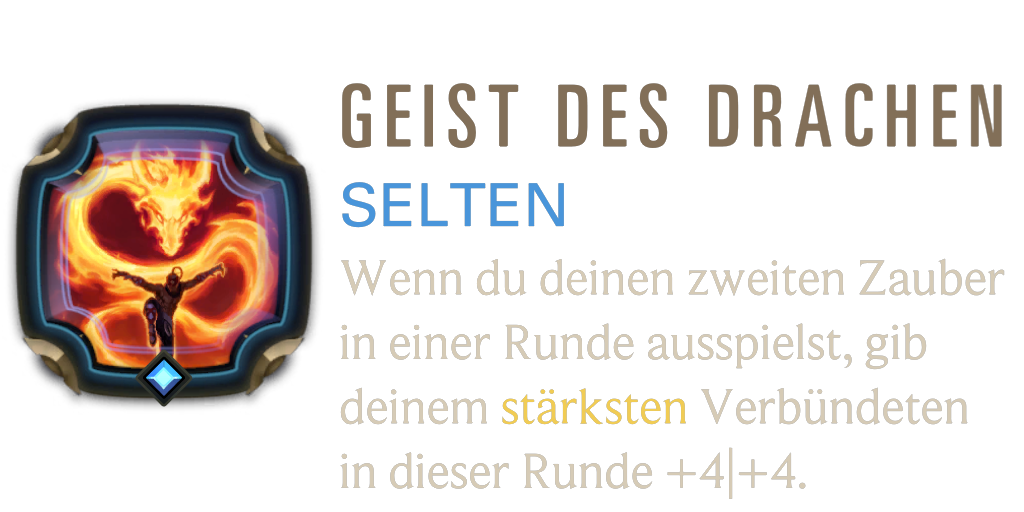 GEIST DES DRACHEN
SELTEN
Wenn du deinen zweiten Zauber
in einer Runde ausspielst, gib
deinem stärksten Verbündeten
in dieser Runde +4|+4.